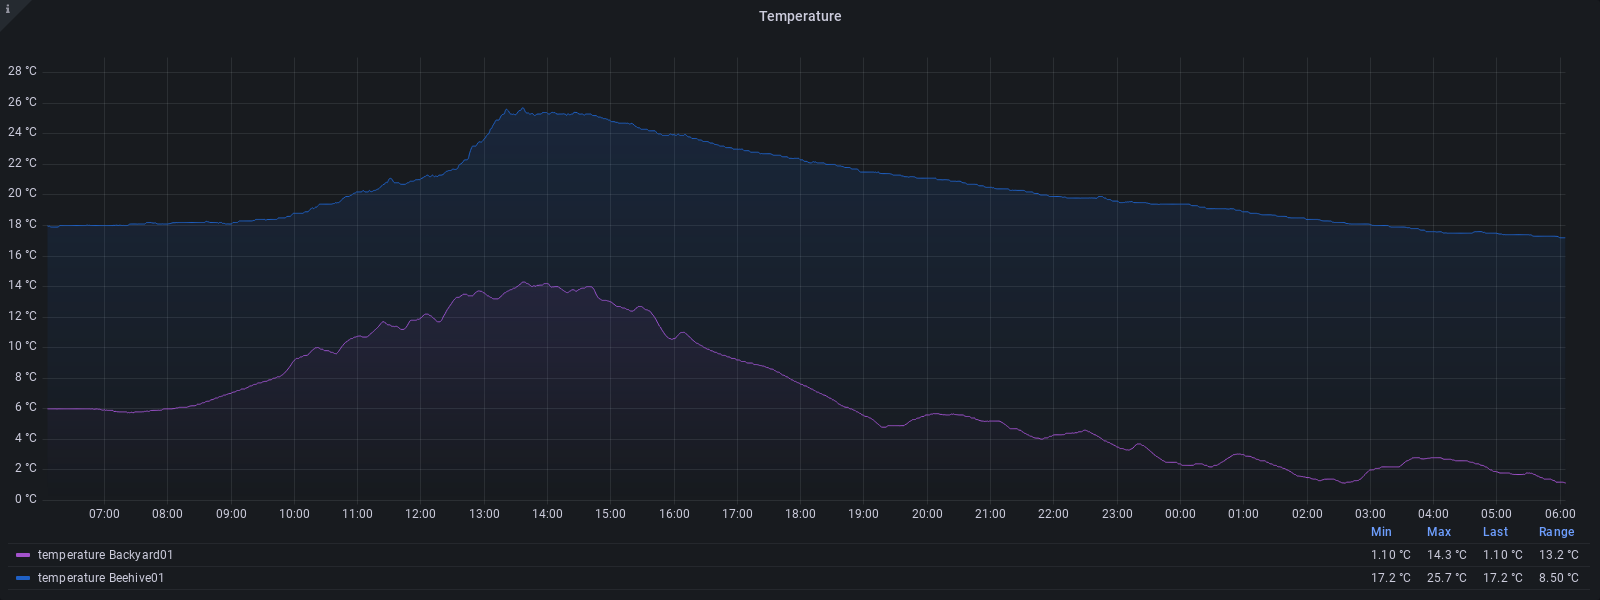 i
Temperature
28 °C
26 °C
24 °C
22 °C
20 °C
18 °C
16 °C
14 °C
12 °C
10 °C
8 °C
6 °C
4 °C
2 °C
0 °C
07:00 08:00 09:00 10:00 11:00 12:00 13:00 14:00 15:00 16:00 17:00 18:00 19:00 20:00 21:00 22:00 23:00 00:00 01:00 02:00 03:00 04:00 05:00 06:00
Min Max Last Range
temperature Backyard01 1.10 °C 14.3 °C 1.10 °C 13.2 °C
temperature Beehive01 17.2 °C 25.7 °C 17.2 °C 8.50 °C